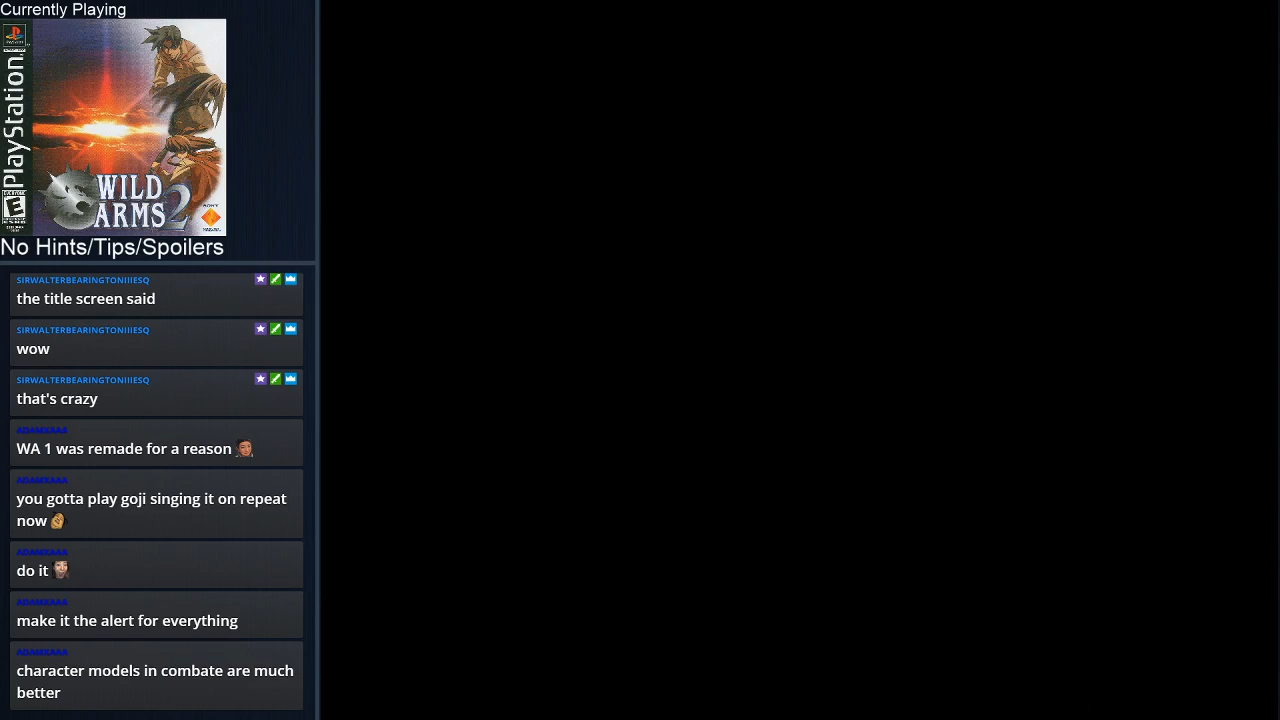 Currently Playing
PlayStation
WILD
ARMS 2
No Hints/Tips/Spoilers
SIRWALTERBEARINGTONIIIESQ
the title screen said
SIRWALTERBEARINGTONIIIESQ
wow
SIRWALTERBEARINGTONIIIESQ
that's crazy
WA 1 was remade for a reason
you gotta play goji singing it on repeat
now
do it
make it the alert for everything
character models in combate are much
better